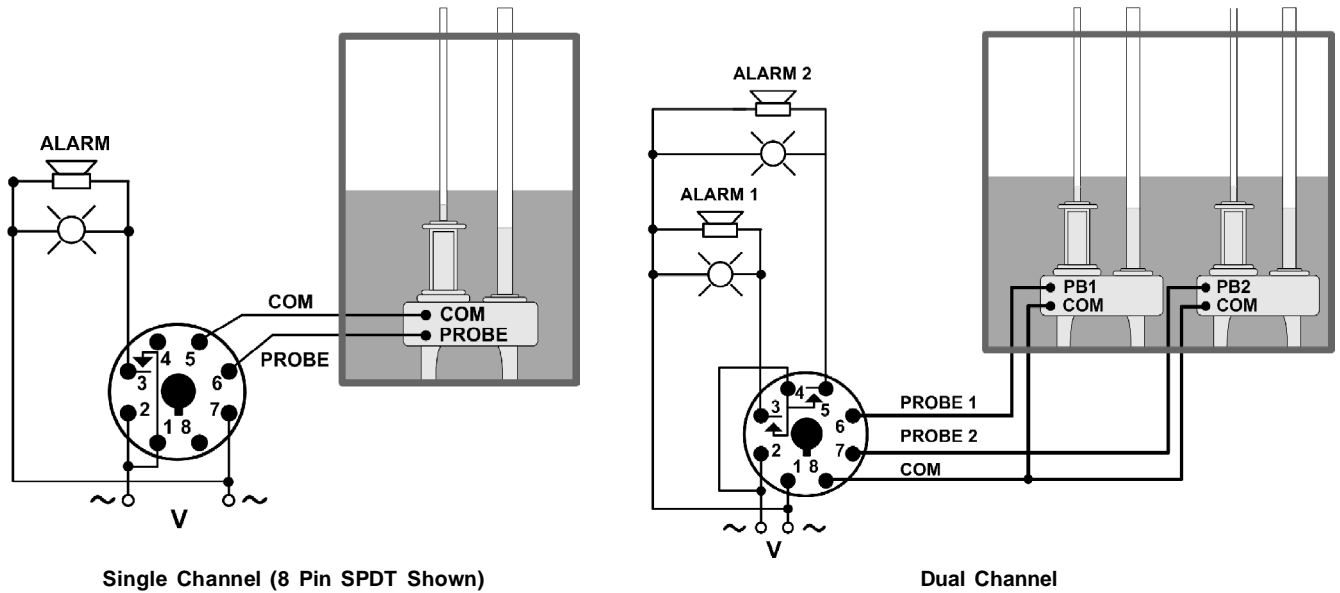 ALARM
COM
PROBE
COM
PROBE
4 5
3 6
2 7
1 8
~ V ~
Single Channel (8 Pin SPDT Shown)
ALARM 2
ALARM 1
PB1
COM
PB2
COM
PROBE 1
PROBE 2
COM
4 5
3 6
2 7
1 8
~ V ~
Dual Channel